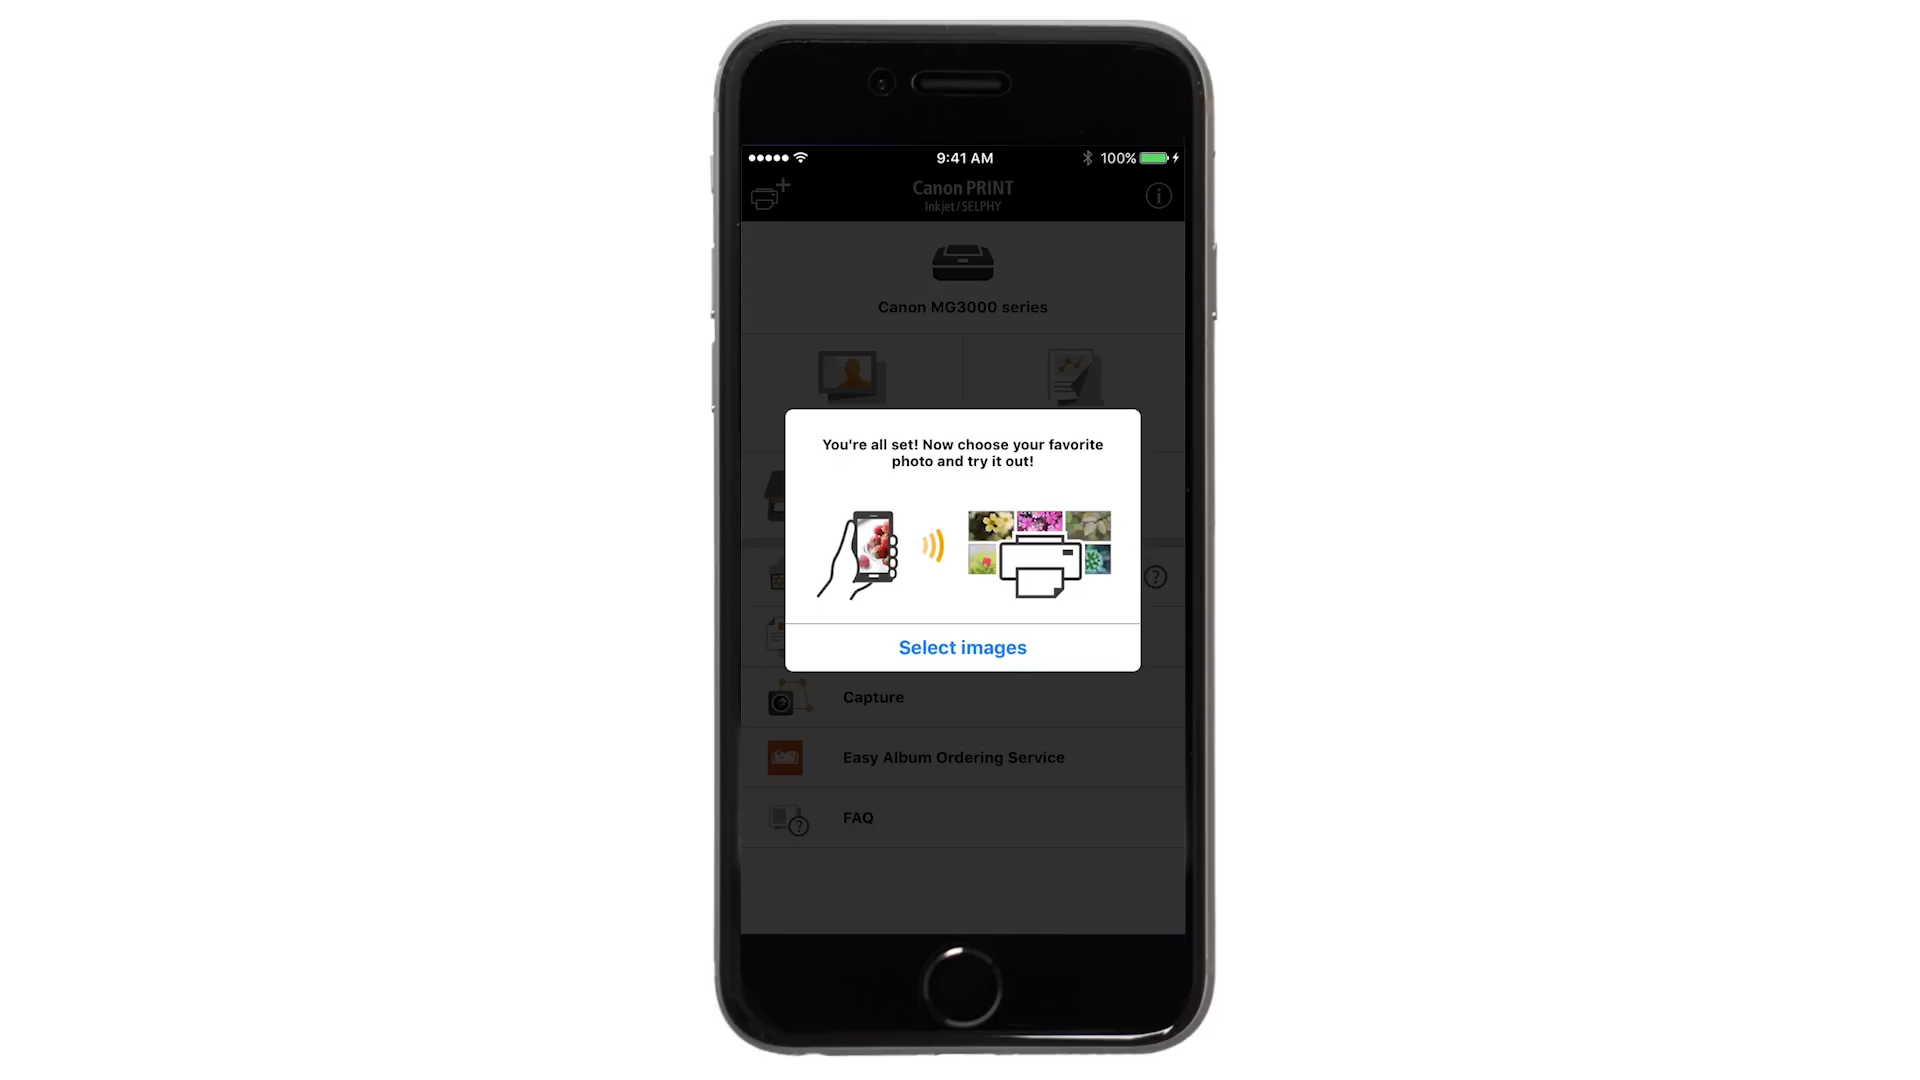 9:41 AM
100%
Canon PRINT
Inkjet/SELPHY
i
Canon MG3000 series
You're all set! Now choose your favorite
photo and try it out!
?
Select images
Capture
Easy Album Ordering Service
?
FAQ